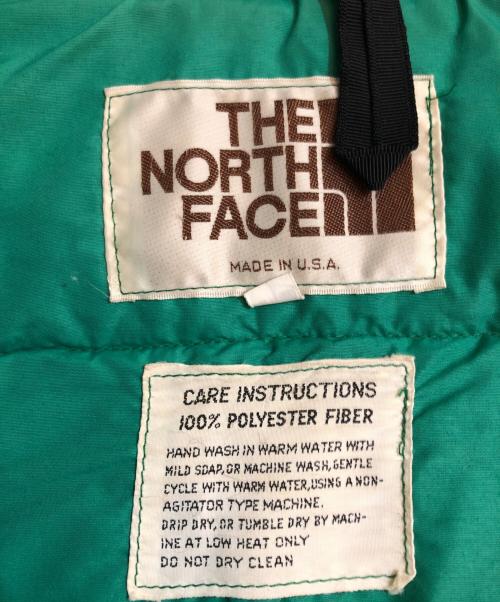 THE
NORTH
FACE
MADE IN U.S.A.
CARE INSTRUCTIONS
100% POLYESTER FIBER
HAND WASH IN WARM WATER WITH
MILD SOAP, OR MACHINE WASH, GENTLE
CYCLE WITH WARM WATER, USING A NON-
AGITATOR TYPE MACHINE.
DRIP DRY, OR TUMBLE DRY BY MACH-
INE AT LOW HEAT ONLY
DO NOT DRY CLEAN